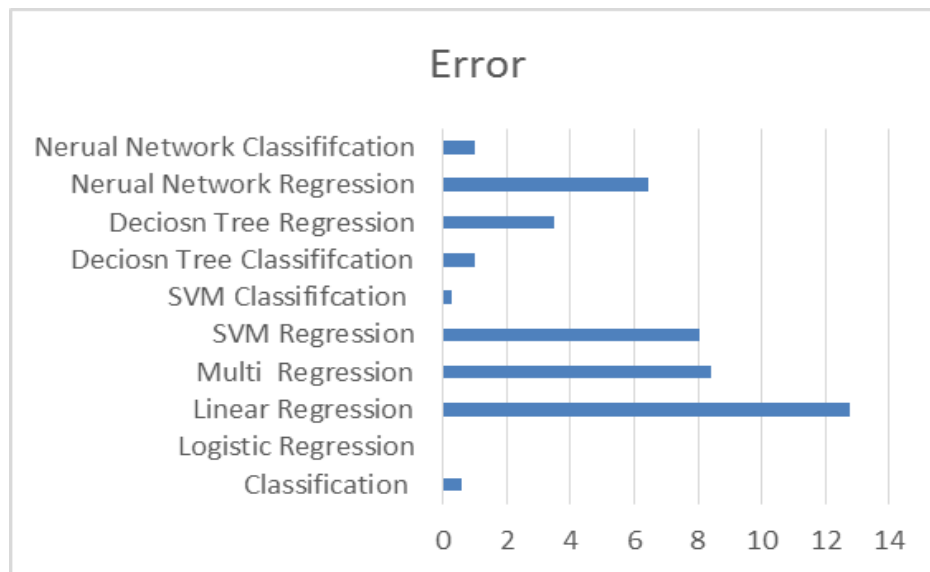 Error
Nerual Network Classififcation
Nerual Network Regression
Deciosn Tree Regression
Deciosn Tree Classififcation
SVM Classififcation
SVM Regression
Multi Regression
Linear Regression
Logistic Regression
Classification
0 2 4 6 8 10 12 14